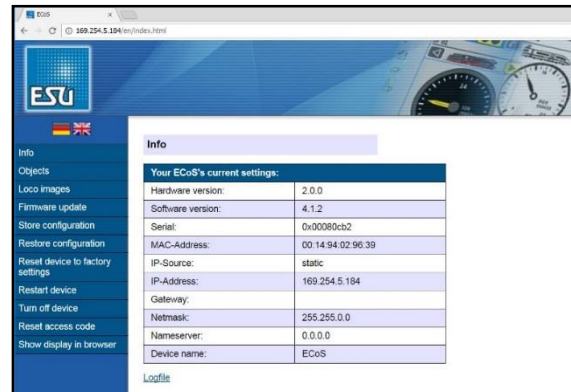 ECoS
169.254.5.184/en/index.html
ESU
Info
Objects
Loco images
Firmware update
Store configuration
Restore configuration
Reset device to factory
settings
Restart device
Turn off device
Reset access code
Show display in browser
Info
Your ECoS's current settings:
Hardware version: 2.0.0
Software version: 4.1.2
Serial: 0x00080cb2
MAC-Address: 00:14:94:02:96:39
IP-Source: static
IP-Address: 169.254.5.184
Gateway:
Netmask: 255.255.0.0
Nameserver: 0.0.0.0
Device name: ECoS
Logfile